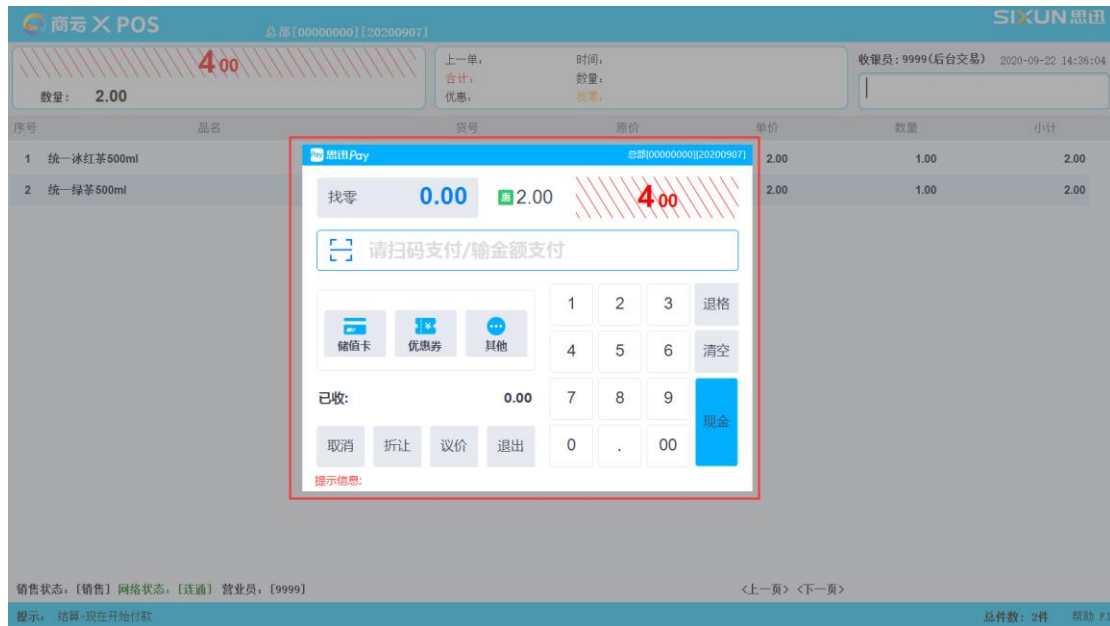 商云 X POS 总部[00000000][20200907] SIXUN 思迅
4.00
数量: 2.00
上一单: 时间:
合计: 数量:
优惠: 找零:
收银员:9999(后台交易) 2020-09-22 14:36:04
序号 品名 货号 原价 单价 数量 小计
1 统一冰红茶500ml 2.00 1.00 2.00
2 统一绿茶500ml 2.00 1.00 2.00
Pay 思迅Pay 总部[00000000][20200907]
找零 0.00 惠 2.00 4.00
请扫码支付/输金额支付
储值卡 优惠券 其他
1 2 3 退格
4 5 6 清空
已收: 0.00
7 8 9 现金
取消 折让 议价 退出
0 . 00
提示信息:
销售状态:[销售] 网络状态:[连通] 营业员:[9999] <上一页> <下一页>
提示: 结算-现在开始付款 总件数: 2件 帮助